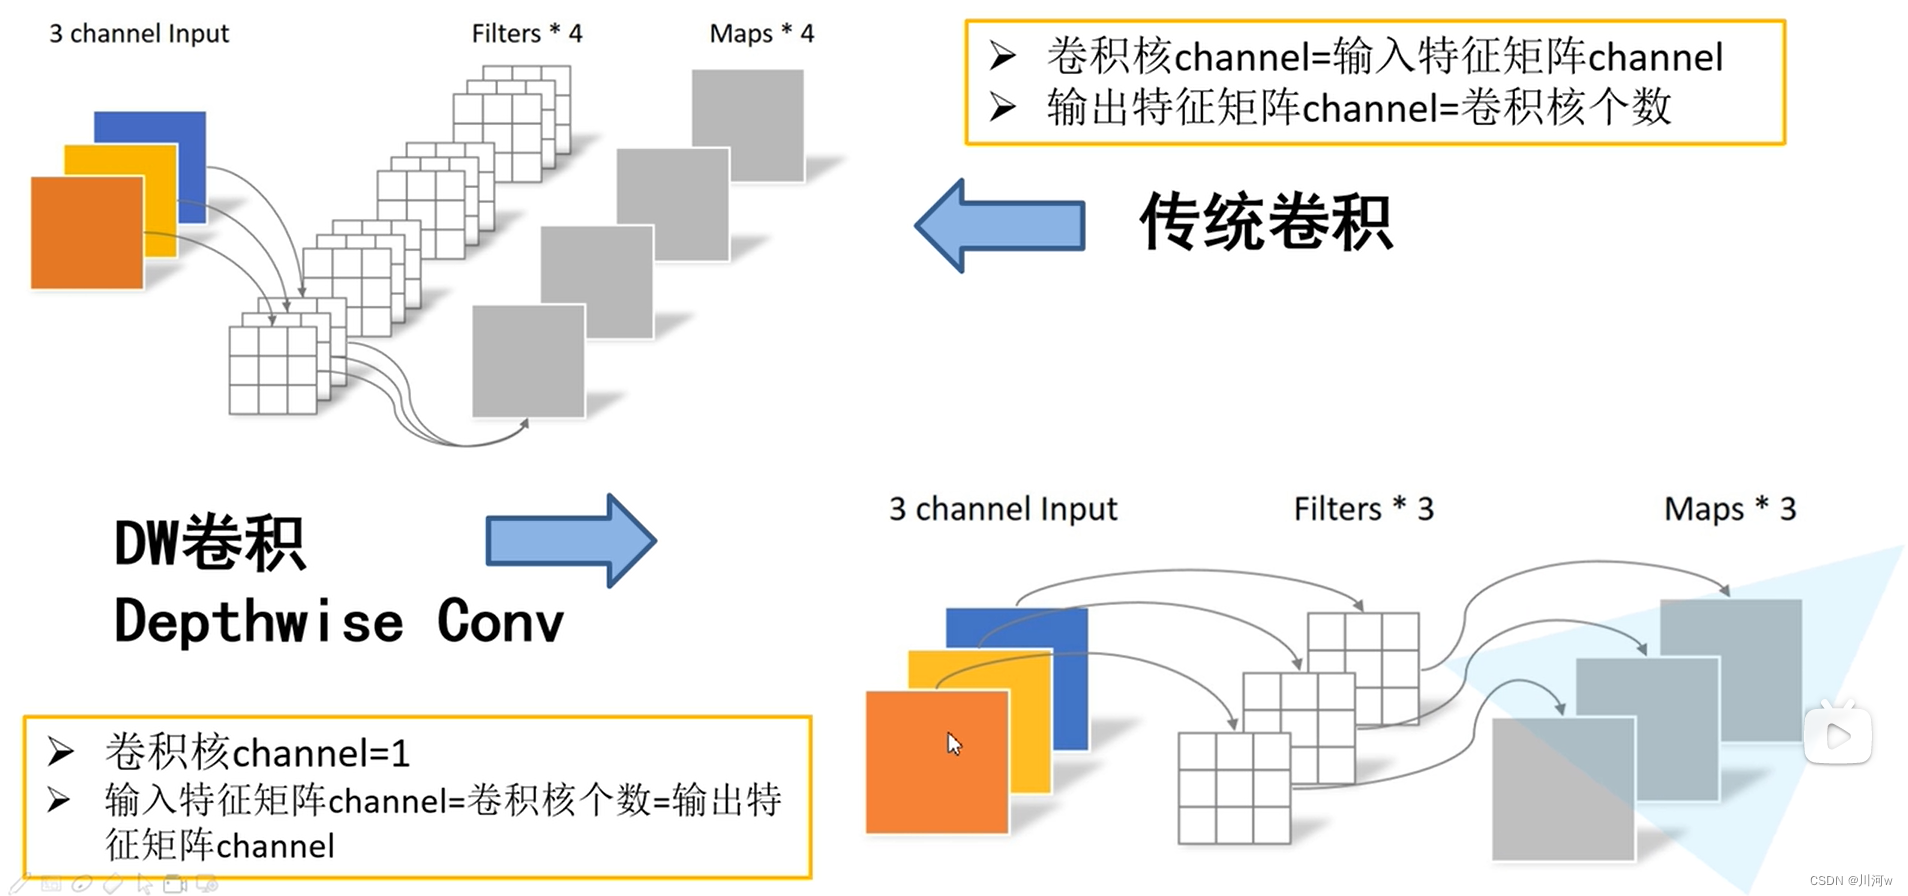 3 channel Input
Filters * 4
Maps * 4
➢ 卷积核channel=输入特征矩阵channel
➢ 输出特征矩阵channel=卷积核个数
传统卷积
DW卷积
Depthwise Conv
3 channel Input
Filters * 3
Maps * 3
➢ 卷积核channel=1
➢ 输入特征矩阵channel=卷积核个数=输出特
征矩阵channel
CSDN @川河w